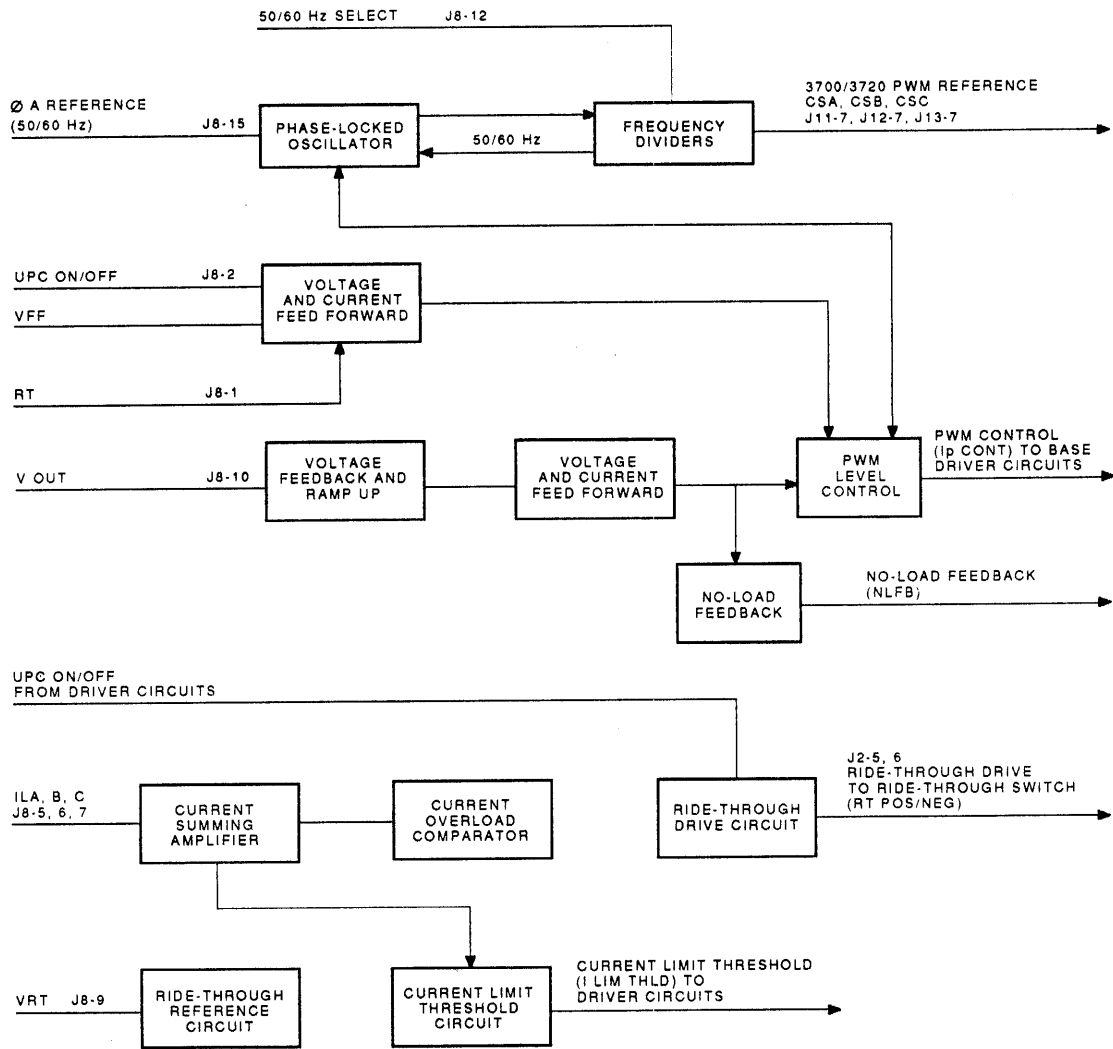 50/60 Hz SELECT J8-12
Ø A REFERENCE
(50/60 Hz) J8-15
PHASE-LOCKED
OSCILLATOR
50/60 Hz
FREQUENCY
DIVIDERS
3700/3720 PWM REFERENCE
CSA, CSB, CSC
J11-7, J12-7, J13-7
UPC ON/OFF J8-2
VFF
RT J8-1
VOLTAGE
AND CURRENT
FEED FORWARD
V OUT J8-10
VOLTAGE
FEEDBACK AND
RAMP UP
VOLTAGE
AND CURRENT
FEED FORWARD
PWM
LEVEL
CONTROL
PWM CONTROL
(Ip CONT) TO BASE
DRIVER CIRCUITS
NO-LOAD
FEEDBACK
NO-LOAD FEEDBACK
(NLFB)
UPC ON/OFF
FROM DRIVER CIRCUITS
ILA, B, C
J8-5, 6, 7
CURRENT
SUMMING
AMPLIFIER
CURRENT
OVERLOAD
COMPARATOR
RIDE-THROUGH
DRIVE CIRCUIT
J2-5, 6
RIDE-THROUGH DRIVE
TO RIDE-THROUGH SWITCH
(RT POS/NEG)
VRT J8-9
RIDE-THROUGH
REFERENCE
CIRCUIT
CURRENT LIMIT
THRESHOLD
CIRCUIT
CURRENT LIMIT THRESHOLD
(I LIM THLD) TO
DRIVER CIRCUITS